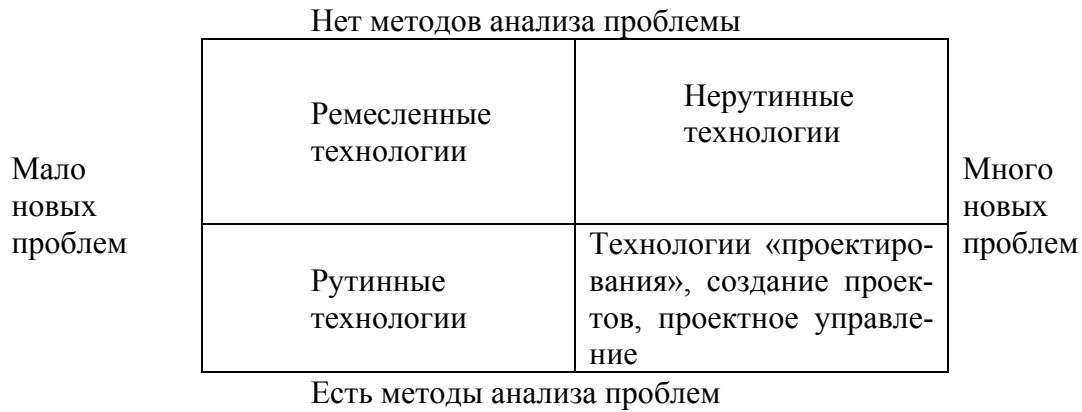 Нет методов анализа проблемы
Ремесленные
технологии
Нерутинные
технологии
Мало
новых
проблем
Много
новых
проблем
Рутинные
технологии
Технологии «проектиро-
вания», создание проек-
тов, проектное управле-
ние
Есть методы анализа проблем